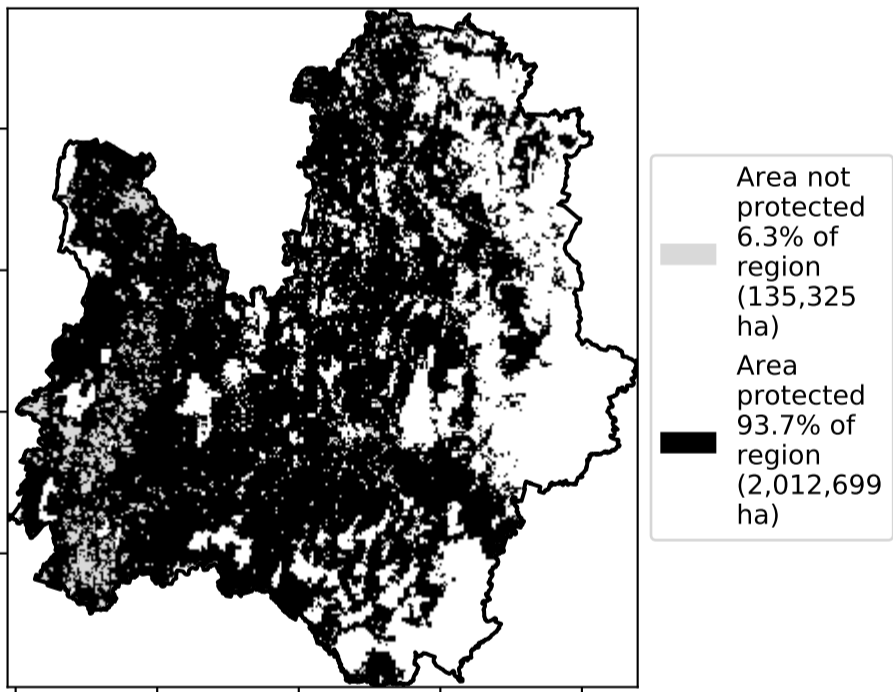 Area not
protected
6.3% of
region
(135,325
ha)
Area
protected
93.7% of
region
(2,012,699
ha)